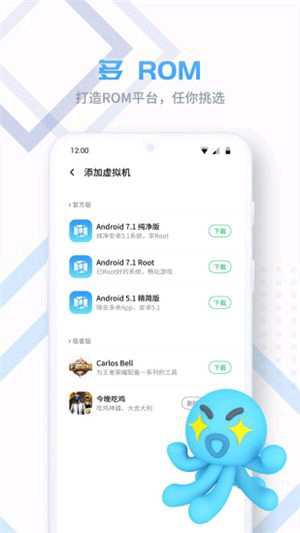 多 ROM
打造ROM平台，任你挑选
12:00
添加虚拟机
官方版
Android 7.1 纯净版
纯净安卓5.1系统，非Root
下载
Android 7.1 Root
已Root好的系统，畅玩游戏
下载
Android 5.1 精简版
除去多余App，安卓5.1
下载
极客版
Carlos Bell
为王者荣耀配备一系列的工具
下载
今晚吃鸡
吃鸡神器，大吉大利